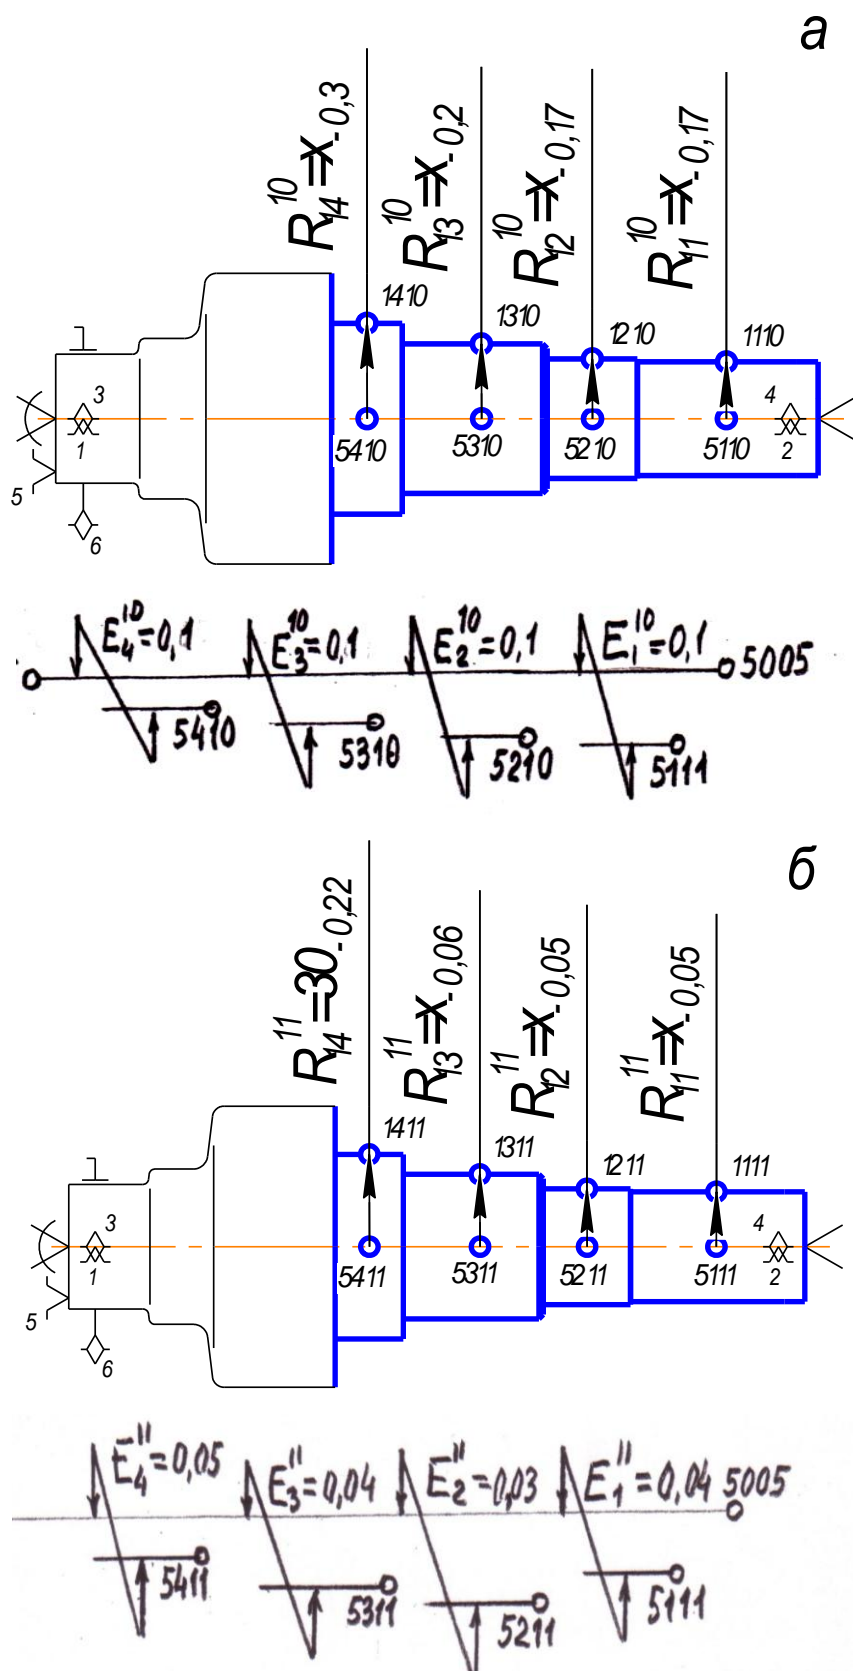 а
R₁₄¹⁰=x₋₀,₃ R₁₃¹⁰=x₋₀,₂ R₁₂¹⁰=x₋₀,₁₇ R₁₁¹⁰=x₋₀,₁₇
1410 1310 1210 1110
3 4
5410 5310 5210 5110
1 2
5
6
E₄¹⁰=0,1 E₃¹⁰=0,1 E₂¹⁰=0,1 E₁¹⁰=0,1 5005
5410 5310 5210 5111
б
R₁₄¹¹=30₋₀,₂₂ R₁₃¹¹=x₋₀,₀₆ R₁₂¹¹=x₋₀,₀₅ R₁₁¹¹=x₋₀,₀₅
1411 1311 1211 1111
3 4
5411 5311 5211 5111
1 2
5
6
E₄¹¹=0,05 E₃¹¹=0,04 E₂¹¹=0,03 E₁¹¹=0,04 5005
5411 5311 5211 5111